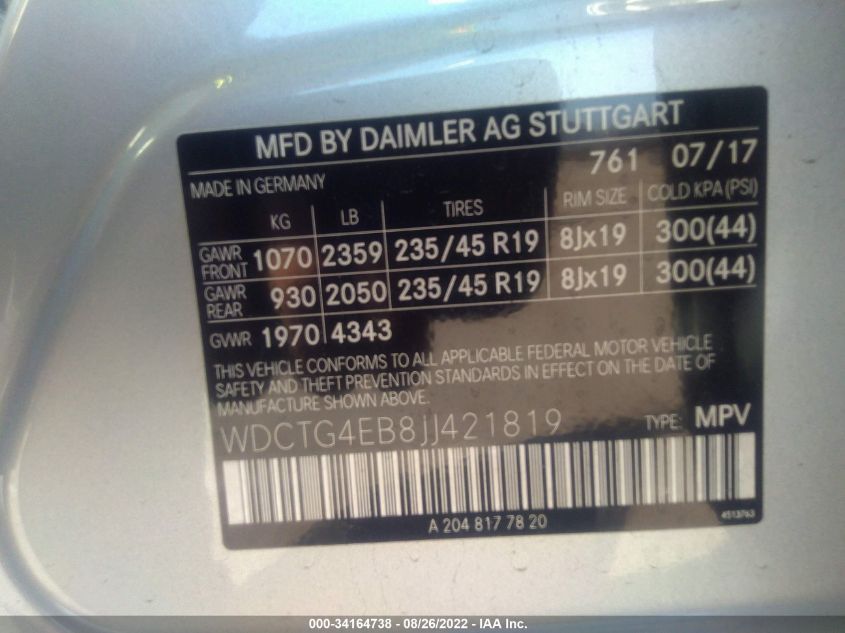 MFD BY DAIMLER AG STUTTGART
MADE IN GERMANY 761 07/17
KG LB TIRES RIM SIZE COLD KPA (PSI)
GAWR FRONT 1070 2359 235/45 R19 8Jx19 300(44)
GAWR REAR 930 2050 235/45 R19 8Jx19 300(44)
GVWR 1970 4343
THIS VEHICLE CONFORMS TO ALL APPLICABLE FEDERAL MOTOR VEHICLE
SAFETY AND THEFT PREVENTION STANDARDS IN EFFECT ON THE DATE OF
MANUFACTURE SHOWN ABOVE.
WDCTG4EB8JJ421819 TYPE: MPV
A 204 817 78 20 4513763
000-34164738 - 08/26/2022 - IAA Inc.